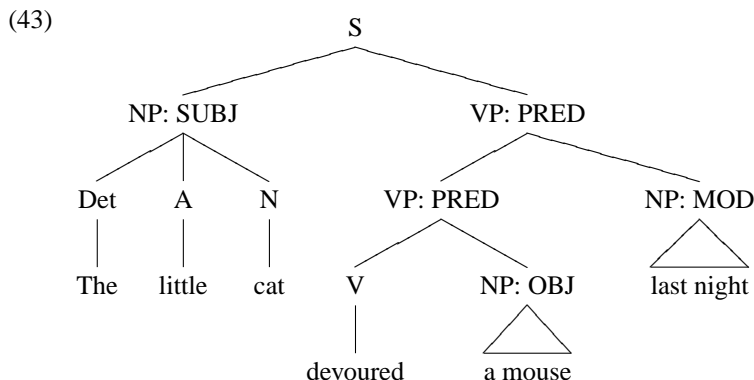 (43)
S
NP: SUBJ VP: PRED
Det A N VP: PRED NP: MOD
The little cat V NP: OBJ last night
devoured a mouse